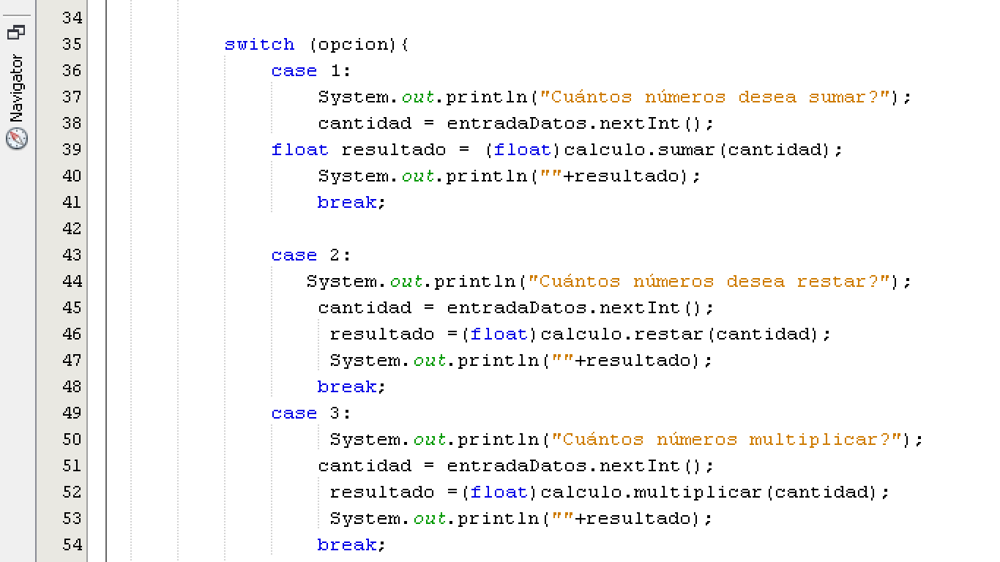 Navigator
34
35 switch (opcion){
36 case 1:
37 System.out.println("Cuántos números desea sumar?");
38 cantidad = entradaDatos.nextInt();
39 float resultado = (float)calculo.sumar(cantidad);
40 System.out.println(""+resultado);
41 break;
42
43 case 2:
44 System.out.println("Cuántos números desea restar?");
45 cantidad = entradaDatos.nextInt();
46 resultado =(float)calculo.restar(cantidad);
47 System.out.println(""+resultado);
48 break;
49 case 3:
50 System.out.println("Cuántos números multiplicar?");
51 cantidad = entradaDatos.nextInt();
52 resultado =(float)calculo.multiplicar(cantidad);
53 System.out.println(""+resultado);
54 break;